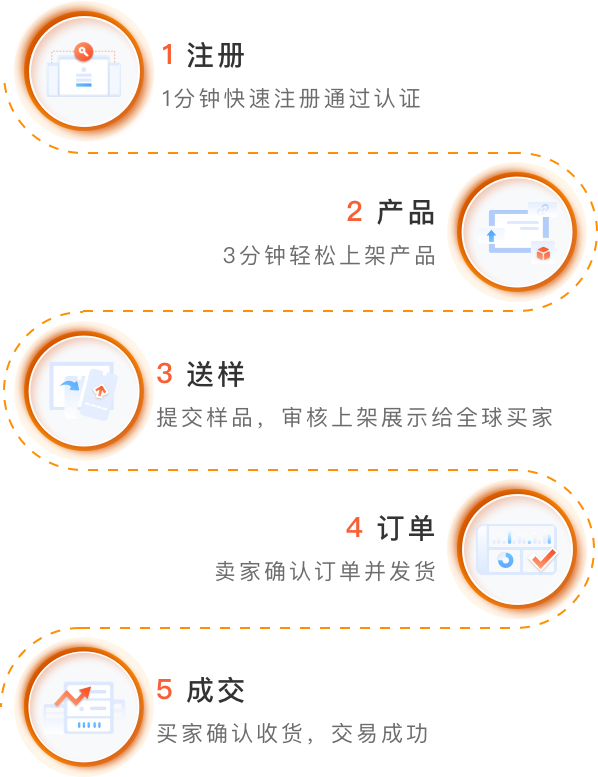 1 注册
1分钟快速注册通过认证
2 产品
3分钟轻松上架产品
3 送样
提交样品，审核上架展示给全球买家
4 订单
卖家确认订单并发货
5 成交
买家确认收货，交易成功